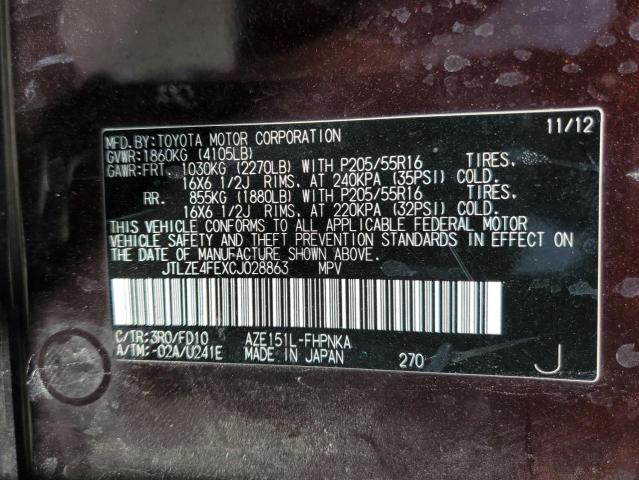 MFD.BY:TOYOTA MOTOR CORPORATION 11/12
GVWR:1860KG (4105LB)
GAWR:FRT. 1030KG (2270LB) WITH P205/55R16 TIRES,
16X6 1/2J RIMS, AT 240KPA (35PSI) COLD.
RR. 855KG (1880LB) WITH P205/55R16 TIRES,
16X6 1/2J RIMS, AT 220KPA (32PSI) COLD.
THIS VEHICLE CONFORMS TO ALL APPLICABLE FEDERAL MOTOR
VEHICLE SAFETY AND THEFT PREVENTION STANDARDS IN EFFECT ON
THE DATE OF MANUFACTURE SHOWN ABOVE.
JTLZE4FEXCJ028863 MPV
C/TR:3R0/FD10 AZE151L-FHPNKA
A/TM:-02A/U241E MADE IN JAPAN 270 J